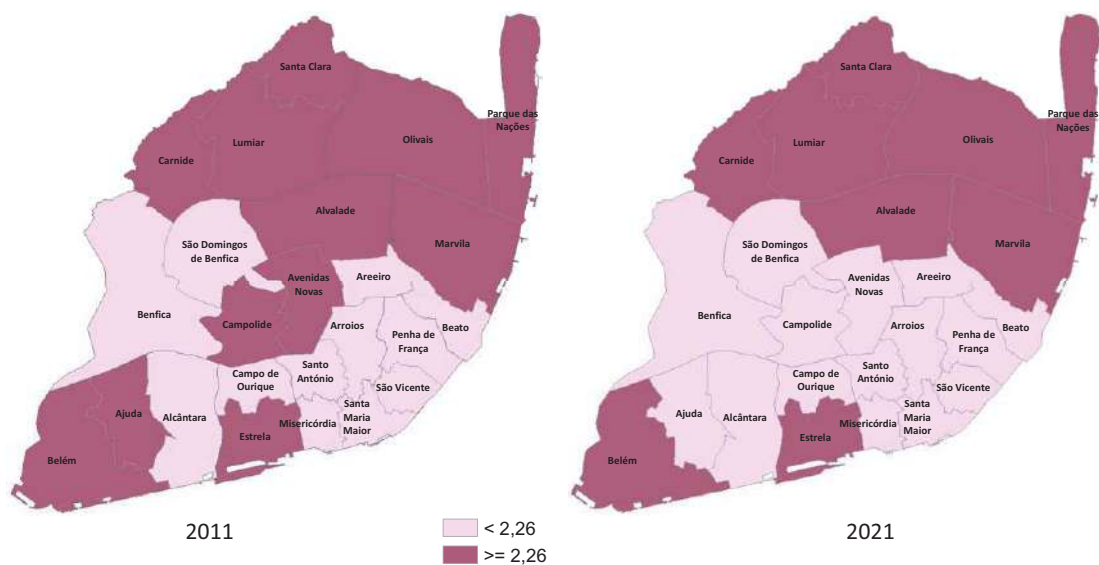 Santa Clara
Parque das
Nações
Lumiar
Olivais
Carnide
Alvalade
São Domingos
de Benfica
Marvila
Avenidas
Novas
Areeiro
Benfica
Campolide
Arroios
Penha de
França
Beato
Campo de
Ourique
Santo
António
São Vicente
Ajuda
Alcântara
Estrela
Misericórdia
Santa
Maria
Maior
Belém
2011
Santa Clara
Parque das
Nações
Lumiar
Olivais
Carnide
Alvalade
São Domingos
de Benfica
Marvila
Avenidas
Novas
Areeiro
Benfica
Campolide
Arroios
Penha de
França
Beato
Campo de
Ourique
Santo
António
São Vicente
Ajuda
Alcântara
Estrela
Misericórdia
Santa
Maria
Maior
Belém
2021
< 2,26
>= 2,26